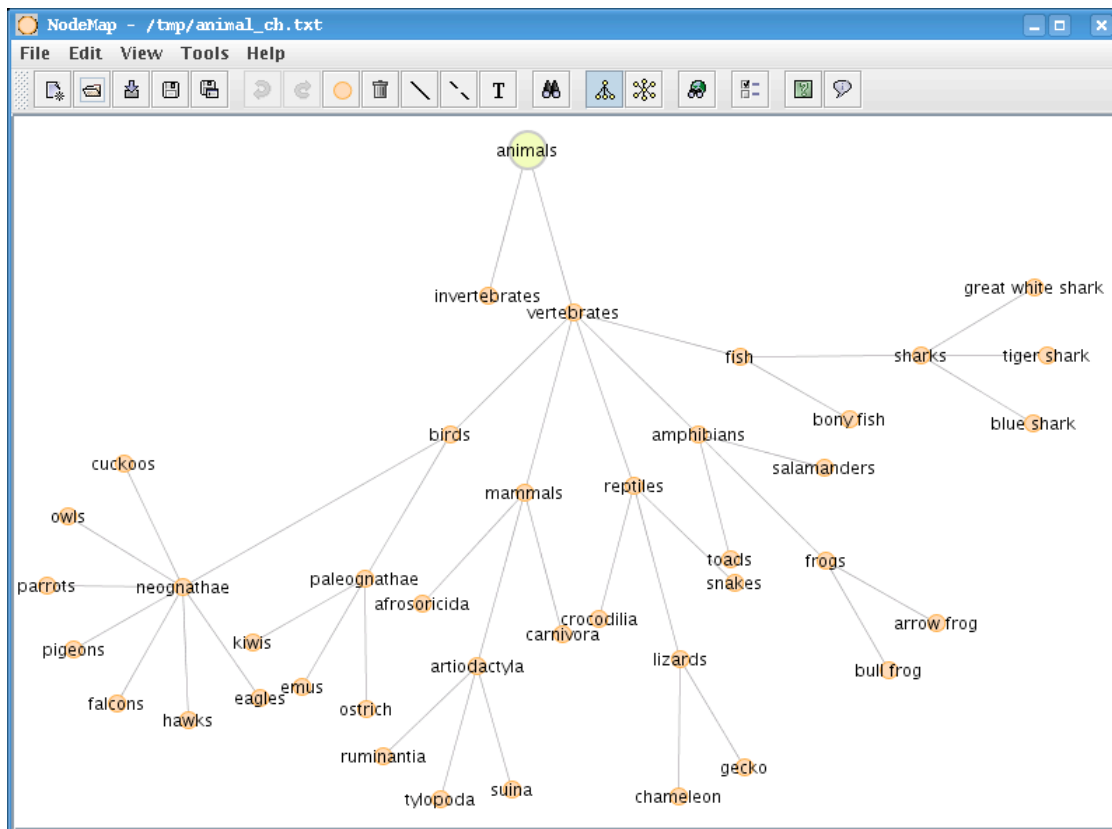 NodeMap - /tmp/animal_ch.txt
File Edit View Tools Help
T
animals
great white shark
invertebrates
vertebrates
fish
sharks
tiger shark
bony fish
blue shark
birds
amphibians
cuckoos
salamanders
mammals
reptiles
owls
toads
frogs
parrots
neognathae
paleognathae
snakes
afrosoricida
crocodilia
arrow frog
carnivora
kiwis
pigeons
artiodactyla
lizards
bull frog
emus
eagles
falcons
ostrich
hawks
ruminantia
gecko
suina
tylopoda
chameleon